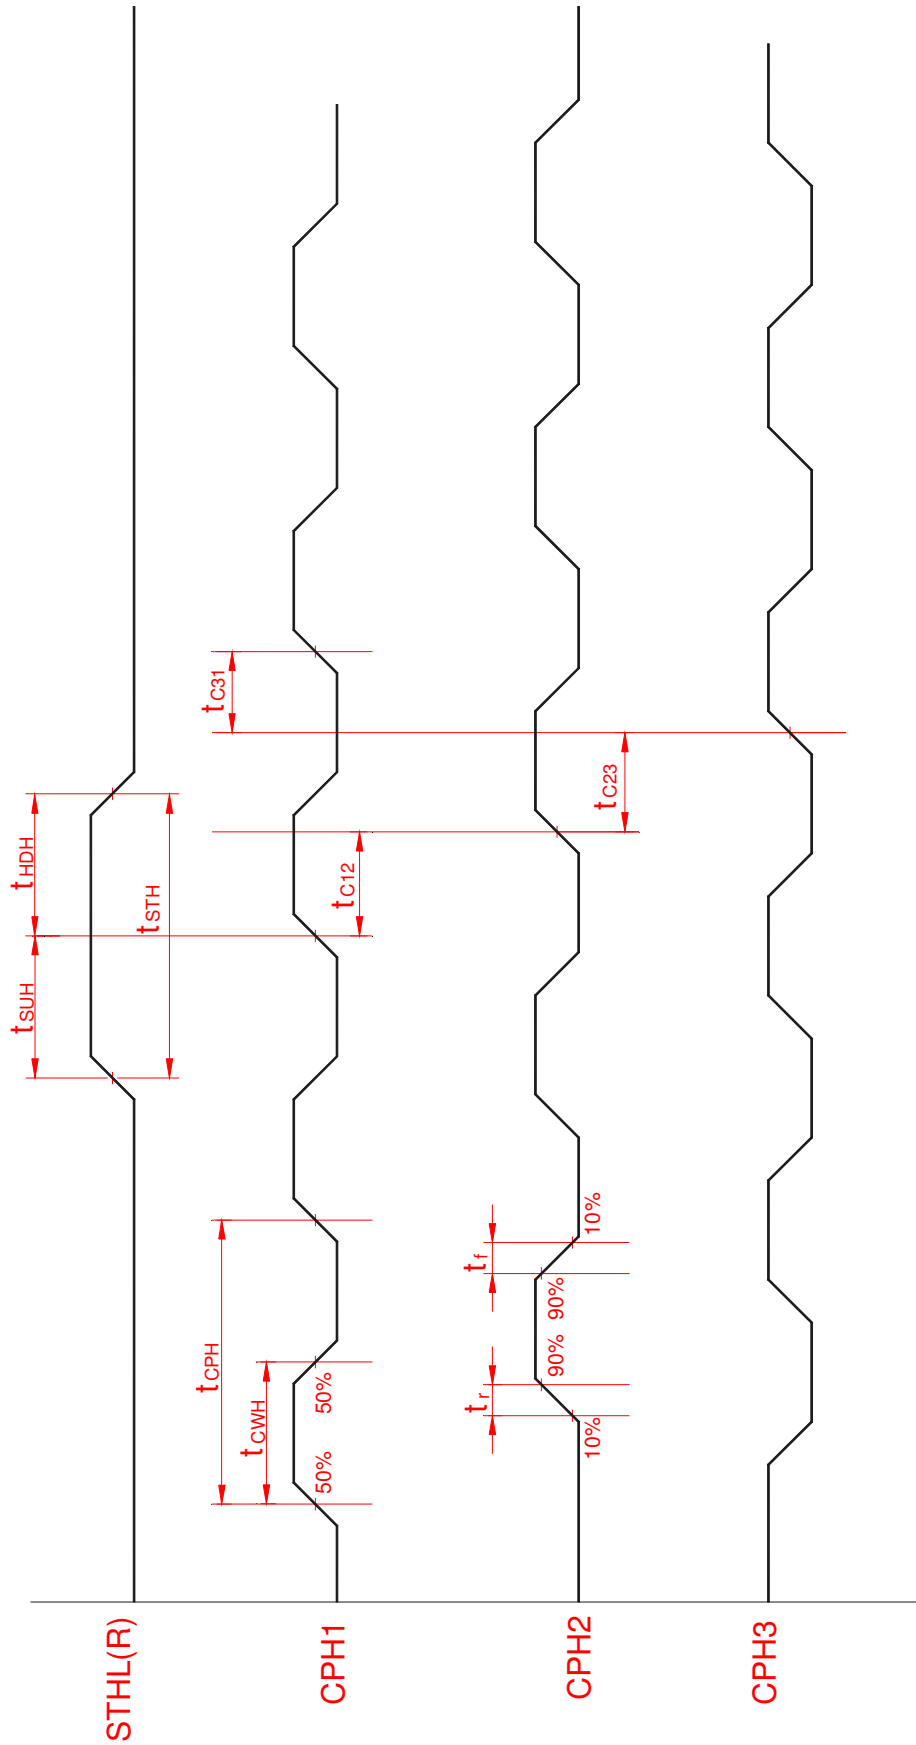 STHL(R)
tSUH
tHDH
tSTH
CPH1
tCPH
tCWH
50%
50%
tC12
tC31
CPH2
tr
tf
10%
90%
90%
10%
tC23
CPH3